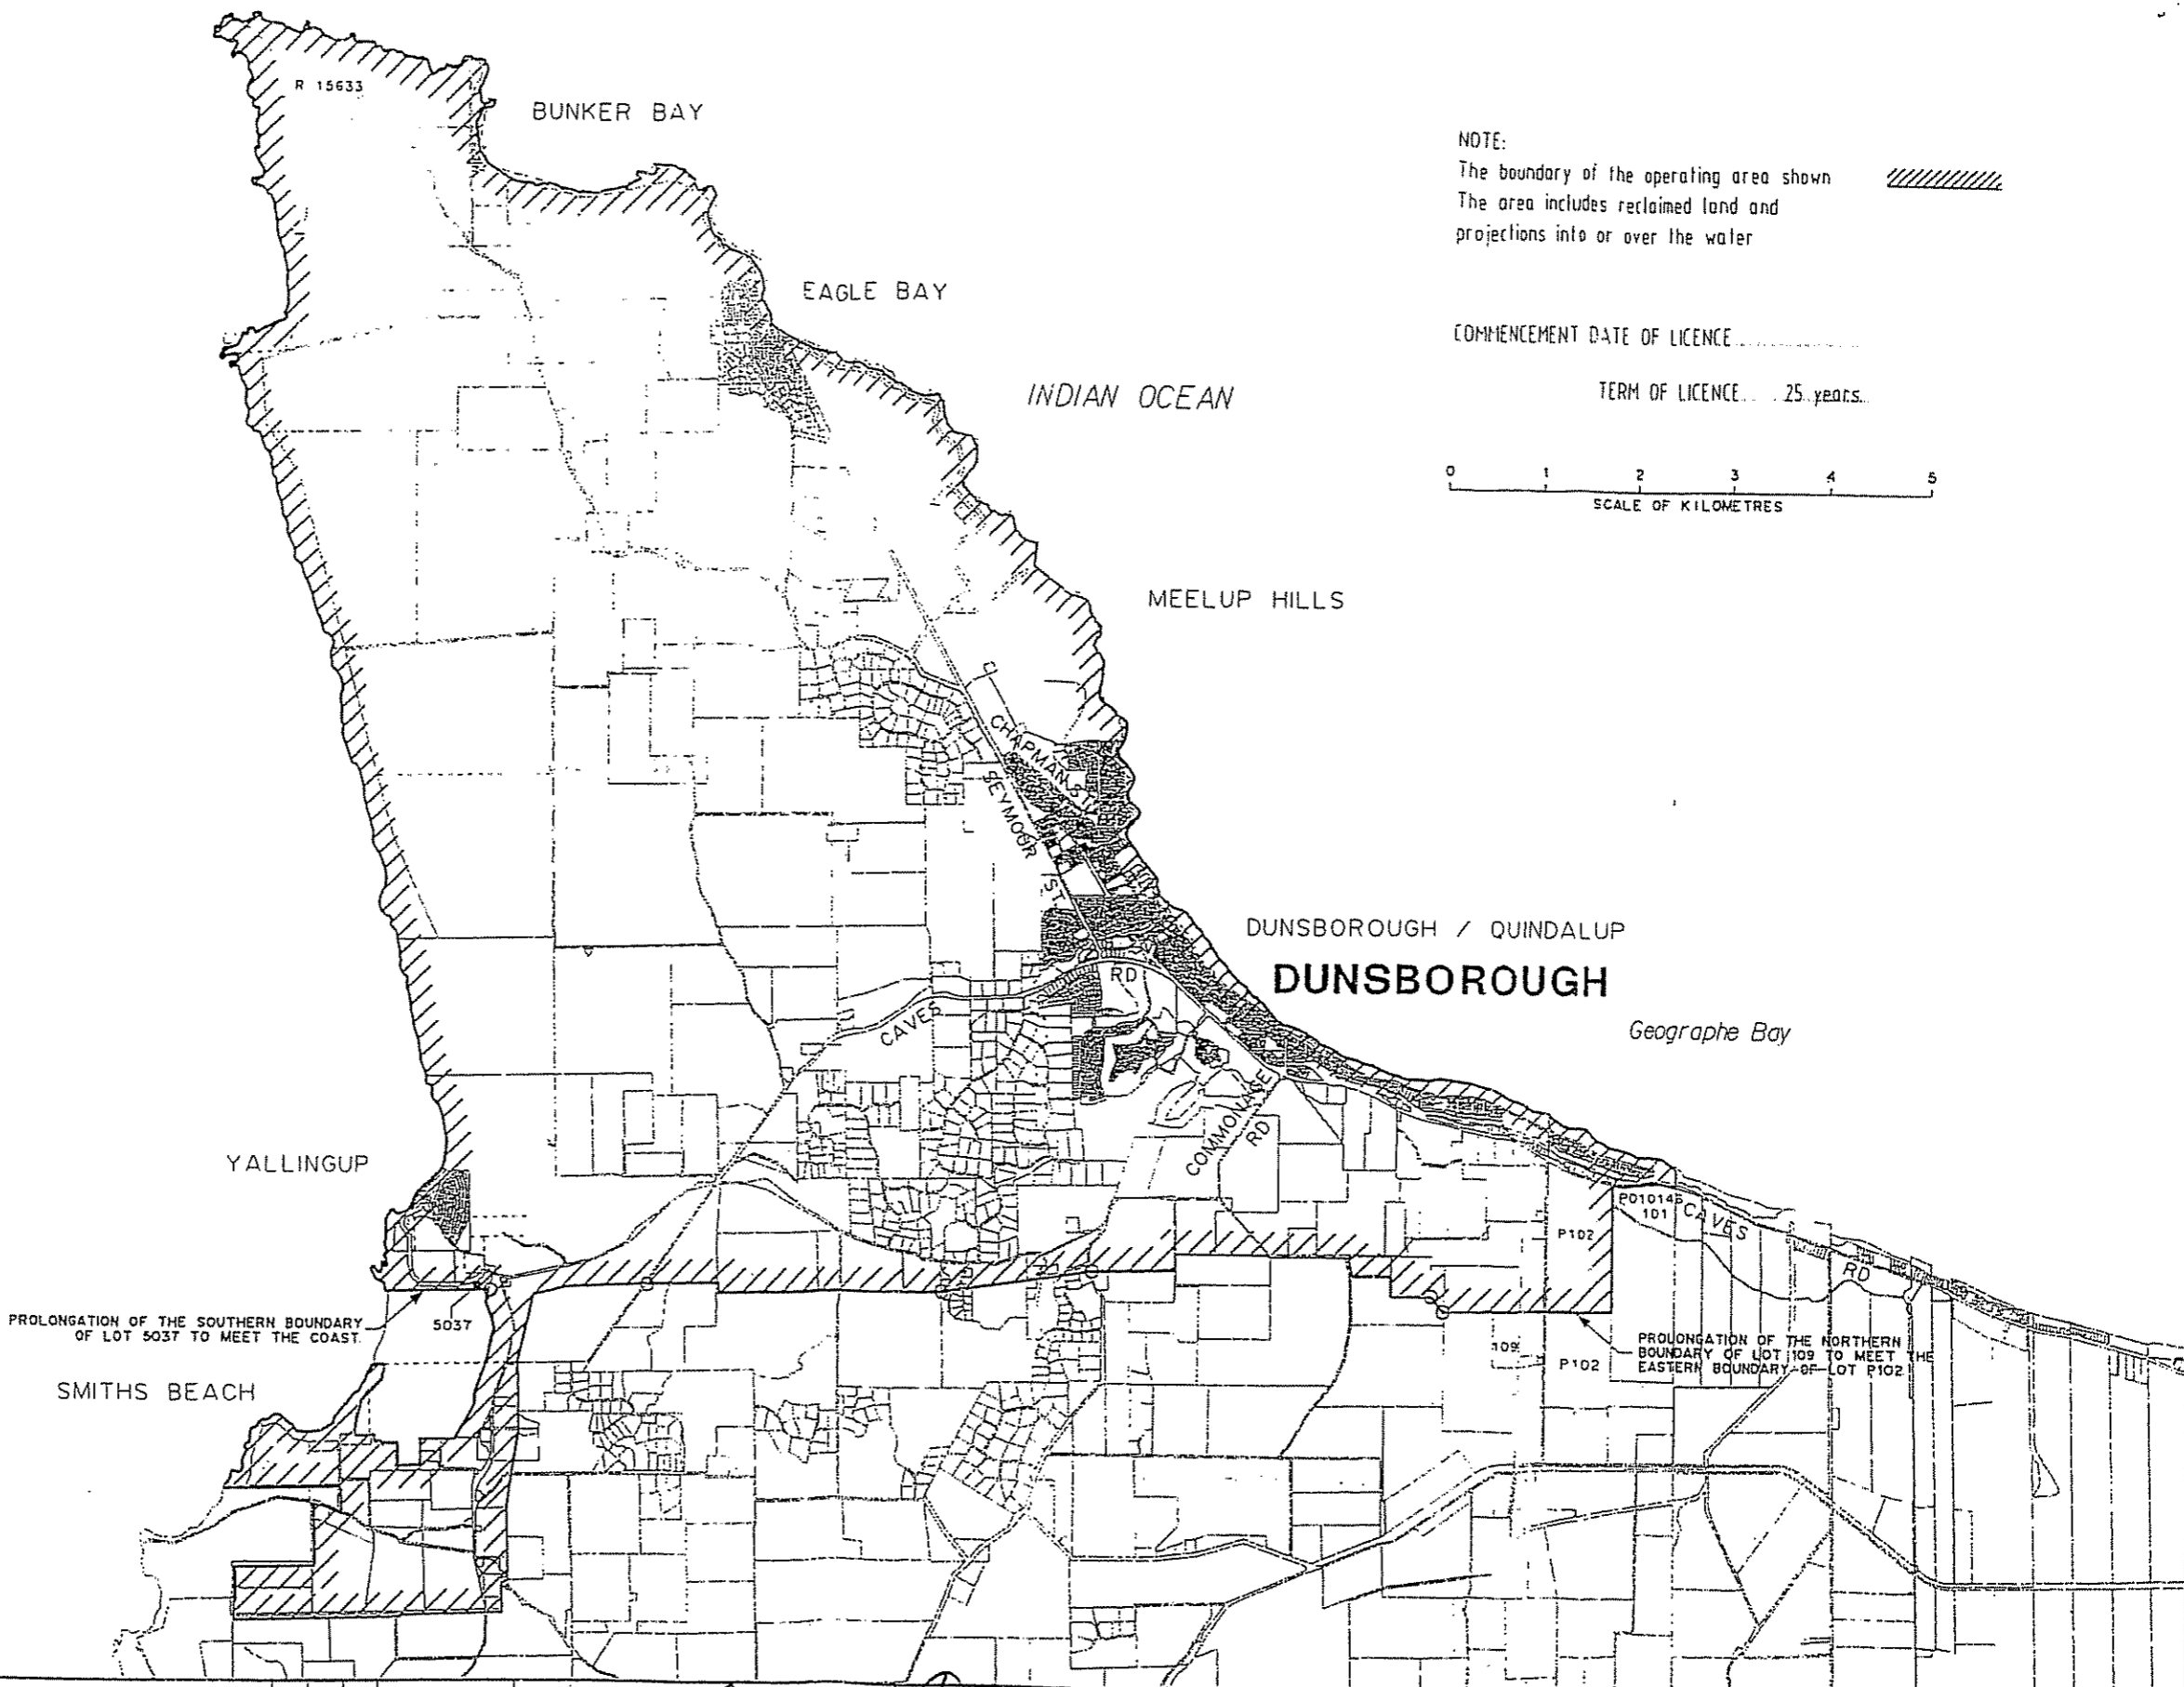 R 15633
BUNKER BAY
NOTE:
The boundary of the operating area shown
The area includes reclaimed land and
projections into or over the water
EAGLE BAY
COMMENCEMENT DATE OF LICENCE
INDIAN OCEAN
TERM OF LICENCE 25 years
0 1 2 3 4 5
SCALE OF KILOMETRES
MEELUP HILLS
CHAPMAN ST
SEYMOUR ST
DUNSBOROUGH / QUINDALUP
DUNSBOROUGH
Geographe Bay
CAVES RD
COMMONAGE RD
YALLINGUP
P010146
101
CAVES RD
P102
PROLONGATION OF THE SOUTHERN BOUNDARY
OF LOT 5037 TO MEET THE COAST.
5037
109
P102
PROLONGATION OF THE NORTHERN
BOUNDARY OF LOT 109 TO MEET THE
EASTERN BOUNDARY OF LOT P102
SMITHS BEACH